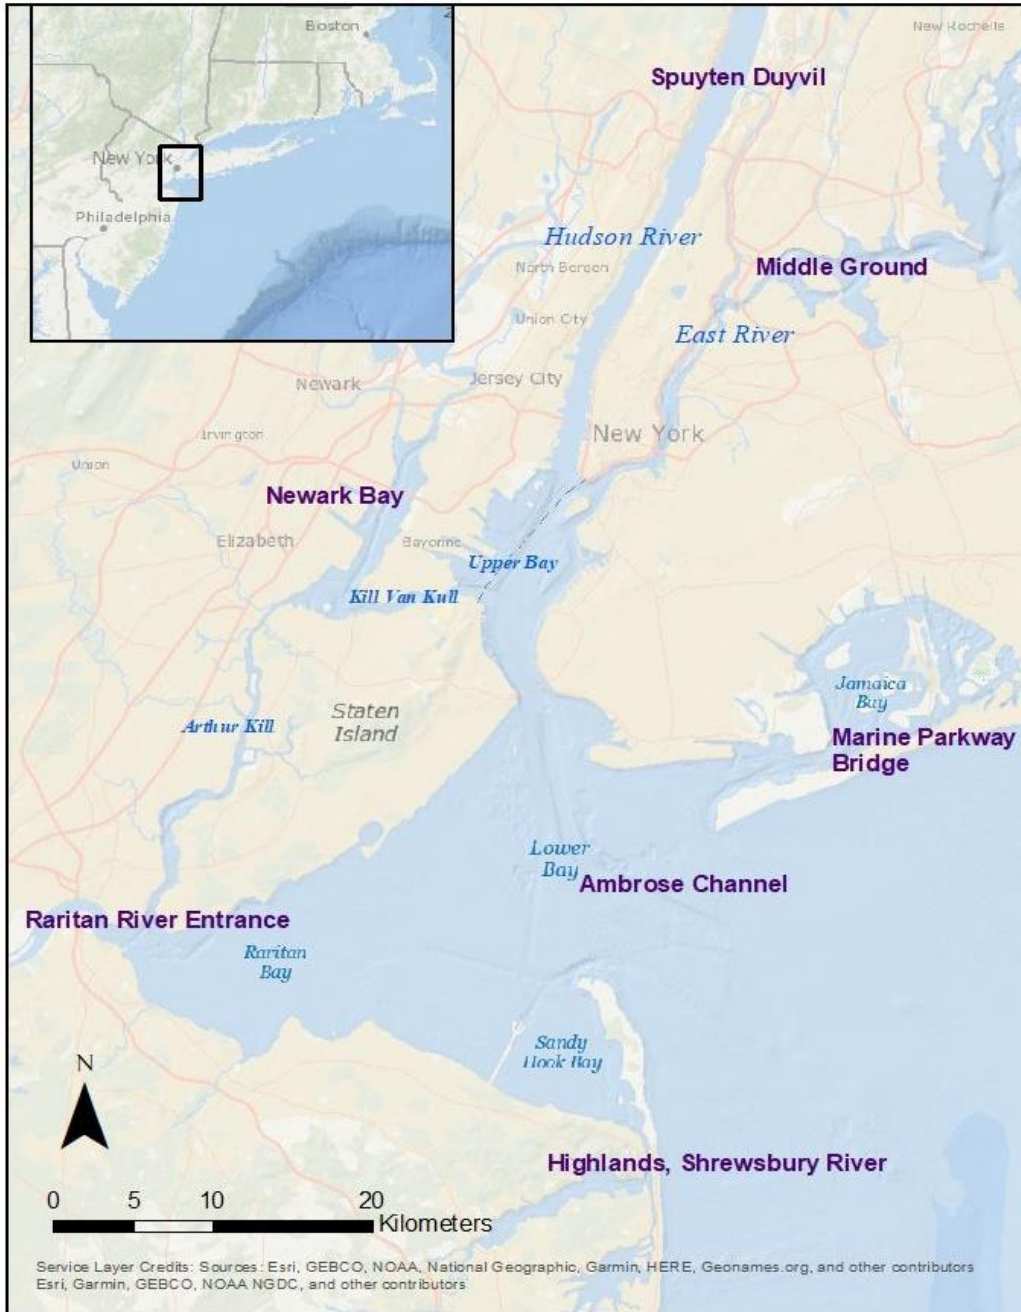 Boston
New York
Philadelphia
New Rochelle
Spuyten Duyvil
Hudson River
North Bergen
Middle Ground
Union City
East River
Newark
Jersey City
Irvington
New York
Union
Newark Bay
Elizabeth
Bayonne
Upper Bay
Kill Van Kull
Jamaica
Bay
Staten
Island
Arthur Kill
Marine Parkway
Bridge
Lower
Bay
Ambrose Channel
Raritan River Entrance
Raritan
Bay
Sandy
Hook Bay
N
Highlands, Shrewsbury River
0 5 10 20
Kilometers
Service Layer Credits: Sources: Esri, GEBCO, NOAA, National Geographic, Garmin, HERE, Geonames.org, and other contributors
Esri, Garmin, GEBCO, NOAA NGDC, and other contributors